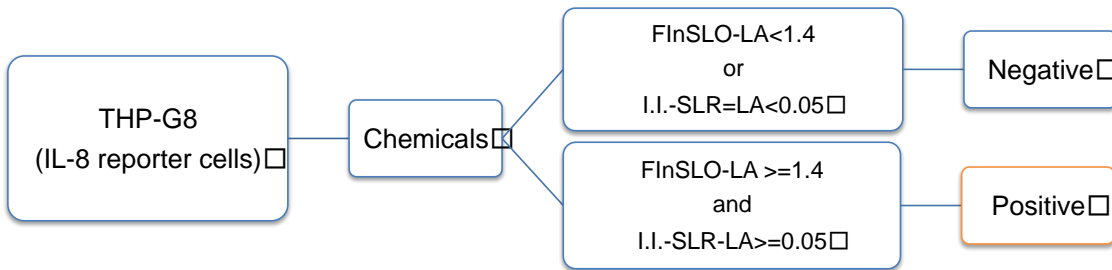 THP-G8
(IL-8 reporter cells)□
Chemicals□
FInSLO-LA<1.4
or
I.I.-SLR=LA<0.05□
Negative□
FInSLO-LA >=1.4
and
I.I.-SLR-LA>=0.05□
Positive□